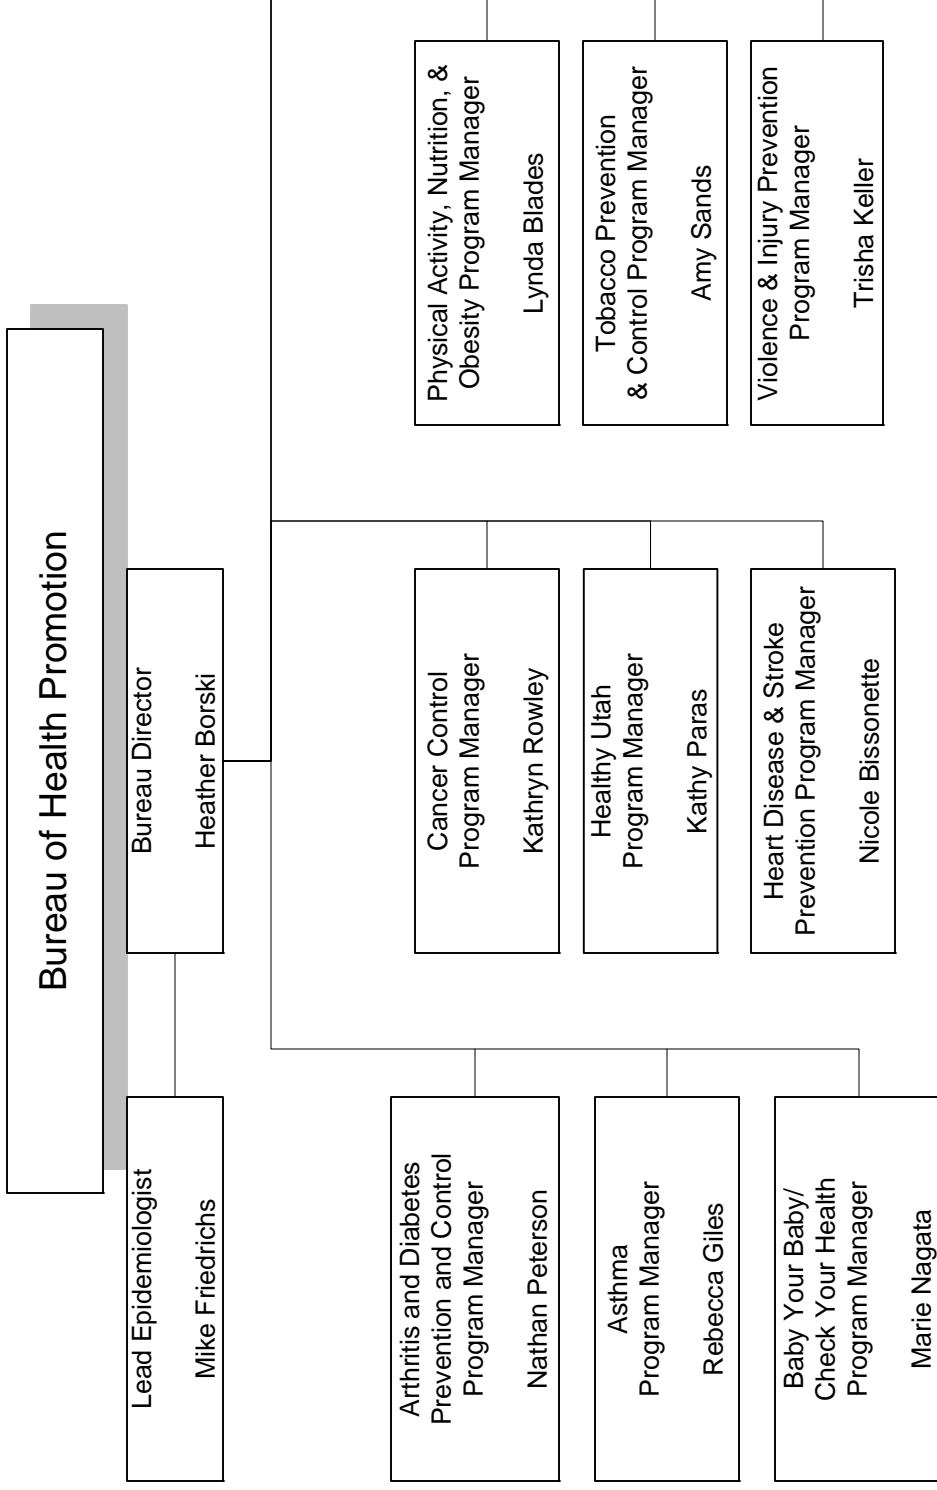 Bureau of Health Promotion
Lead Epidemiologist
Mike Friedrichs
Bureau Director
Heather Borski
Arthritis and Diabetes
Prevention and Control
Program Manager
Nathan Peterson
Asthma
Program Manager
Rebecca Giles
Baby Your Baby/
Check Your Health
Program Manager
Marie Nagata
Cancer Control
Program Manager
Kathryn Rowley
Healthy Utah
Program Manager
Kathy Paras
Heart Disease & Stroke
Prevention Program Manager
Nicole Bissonette
Physical Activity, Nutrition, &
Obesity Program Manager
Lynda Blades
Tobacco Prevention
& Control Program Manager
Amy Sands
Violence & Injury Prevention
Program Manager
Trisha Keller